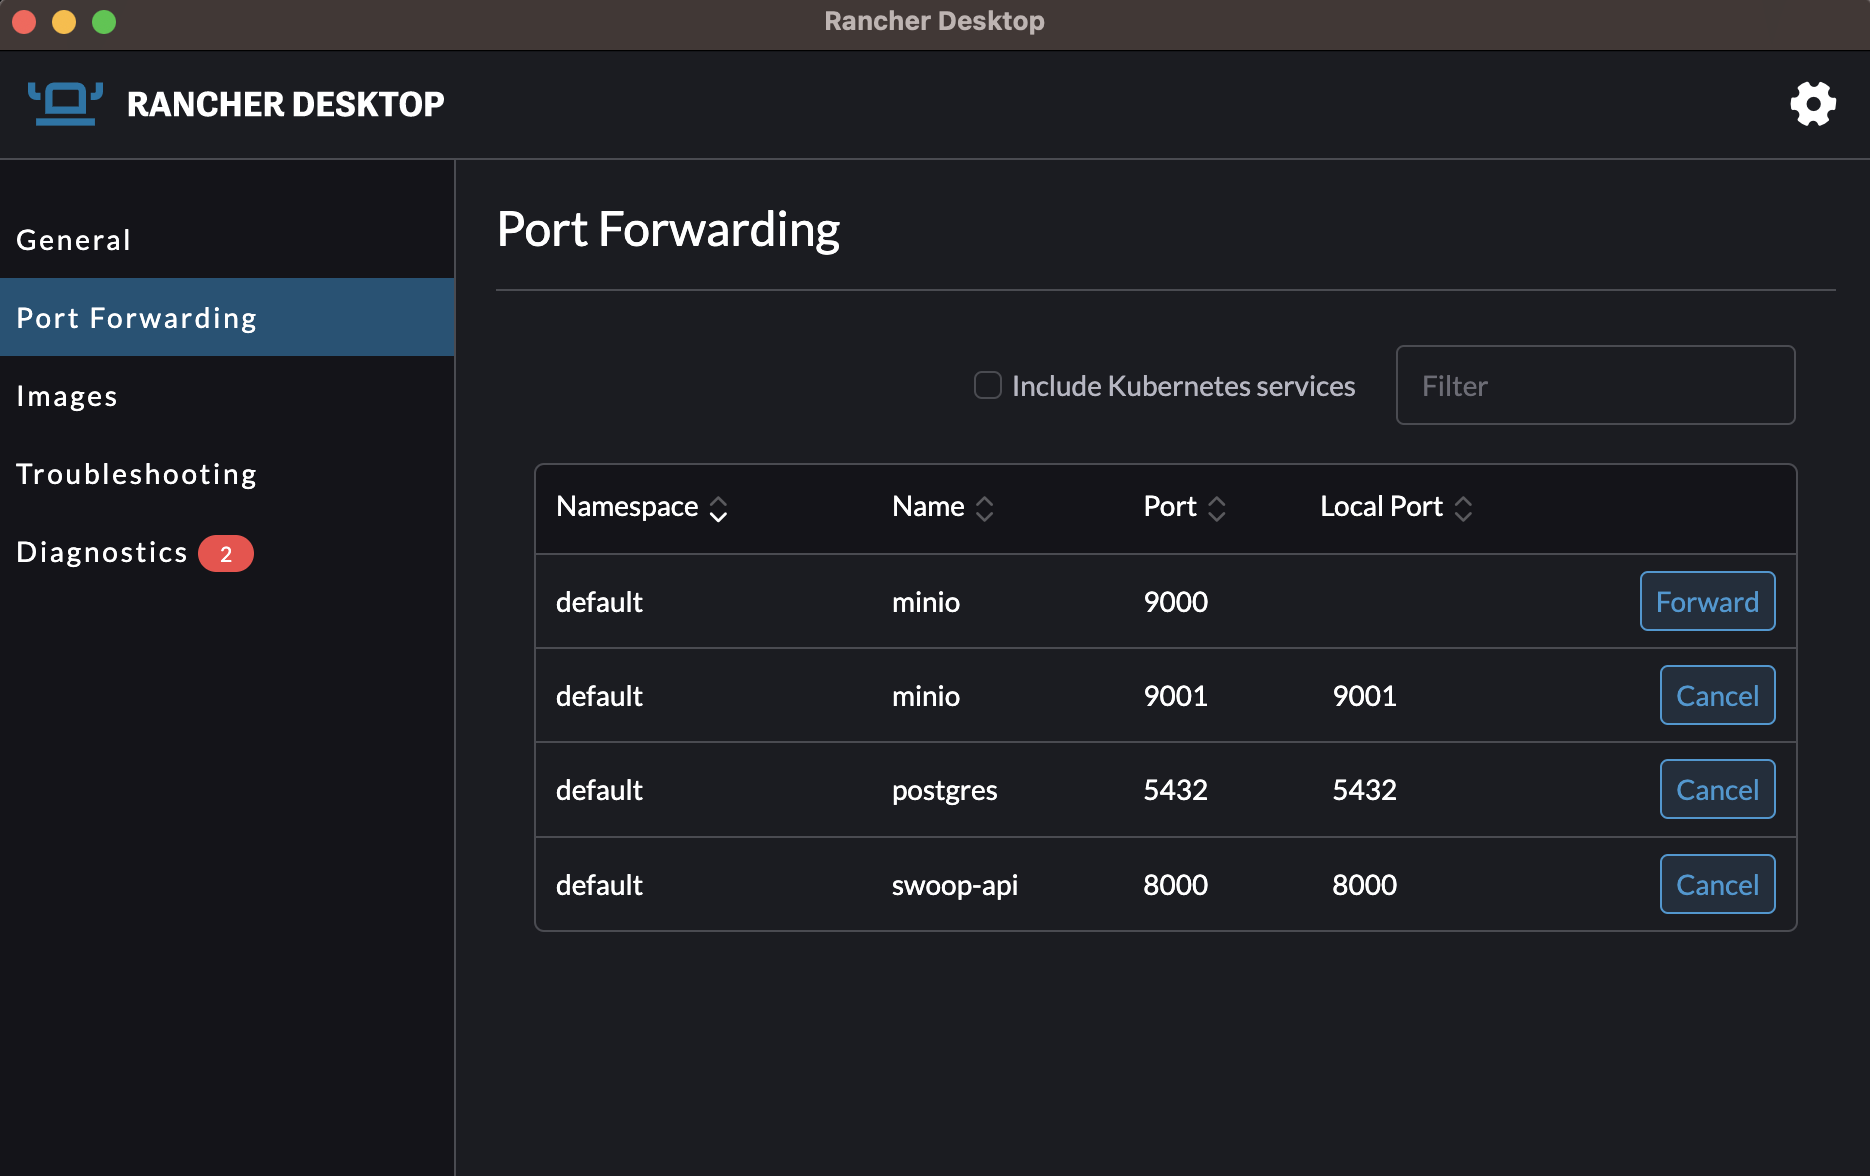 Rancher Desktop
RANCHER DESKTOP
General
Port Forwarding
Images
Troubleshooting
Diagnostics 2
Port Forwarding
Include Kubernetes services Filter
Namespace Name Port Local Port
default minio 9000 Forward
default minio 9001 9001 Cancel
default postgres 5432 5432 Cancel
default swoop-api 8000 8000 Cancel